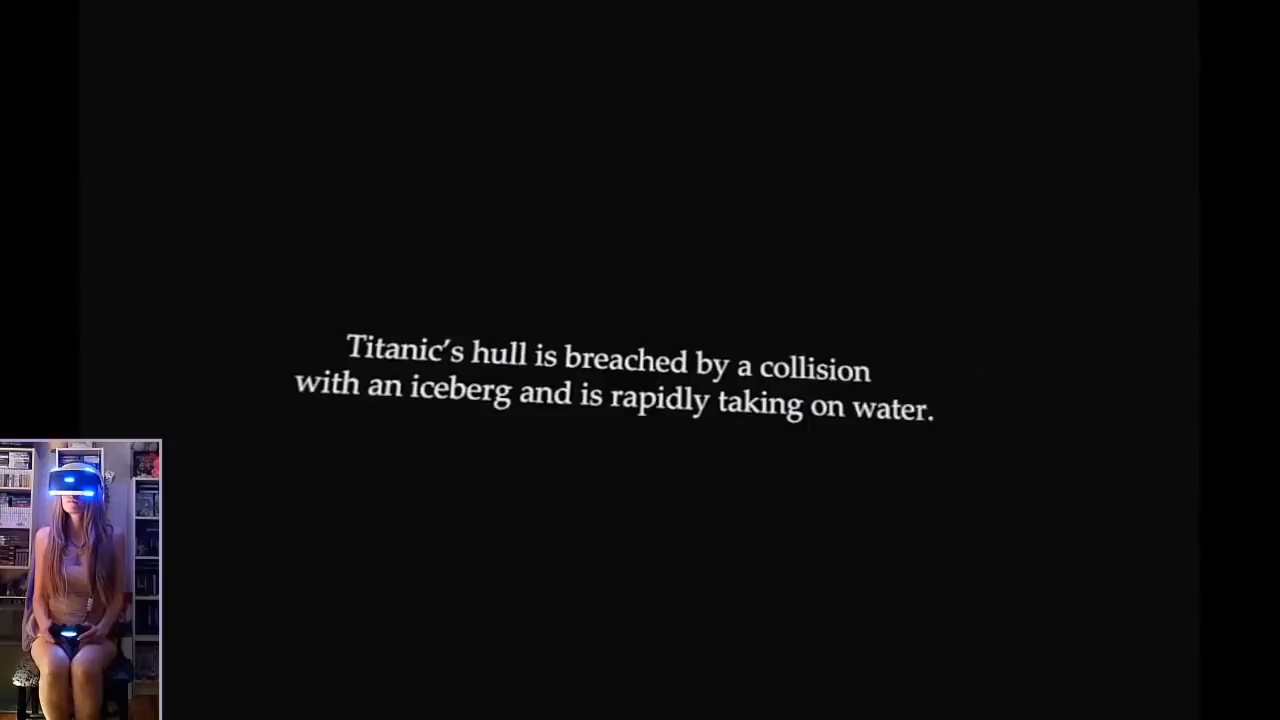 Titanic’s hull is breached by a collision
with an iceberg and is rapidly taking on water.